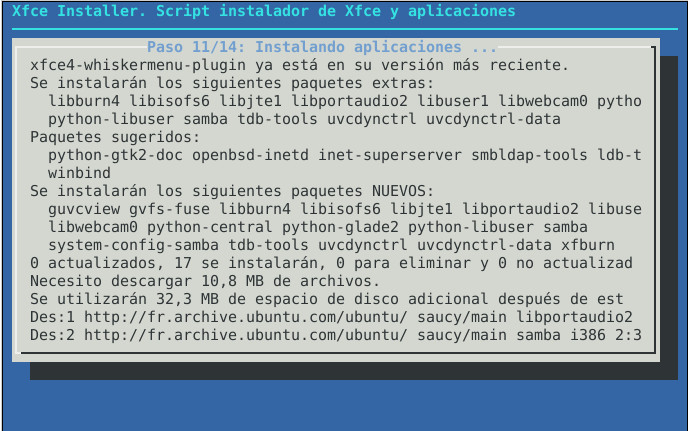 Xfce Installer. Script instalador de Xfce y aplicaciones
Paso 11/14: Instalando aplicaciones ...
xfce4-whiskermenu-plugin ya está en su versión más reciente.
Se instalarán los siguientes paquetes extras:
libburn4 libisofs6 libjte1 libportaudio2 libuser1 libwebcam0 pytho
python-libuser samba tdb-tools uvcdynctrl uvcdynctrl-data
Paquetes sugeridos:
python-gtk2-doc openbsd-inetd inet-superserver smbldap-tools ldb-t
winbind
Se instalarán los siguientes paquetes NUEVOS:
guvcview gvfs-fuse libburn4 libisofs6 libjte1 libportaudio2 libuse
libwebcam0 python-central python-glade2 python-libuser samba
system-config-samba tdb-tools uvcdynctrl uvcdynctrl-data xfburn
0 actualizados, 17 se instalarán, 0 para eliminar y 0 no actualizad
Necesito descargar 10,8 MB de archivos.
Se utilizarán 32,3 MB de espacio de disco adicional después de est
Des:1 http://fr.archive.ubuntu.com/ubuntu/ saucy/main libportaudio2
Des:2 http://fr.archive.ubuntu.com/ubuntu/ saucy/main samba i386 2:3